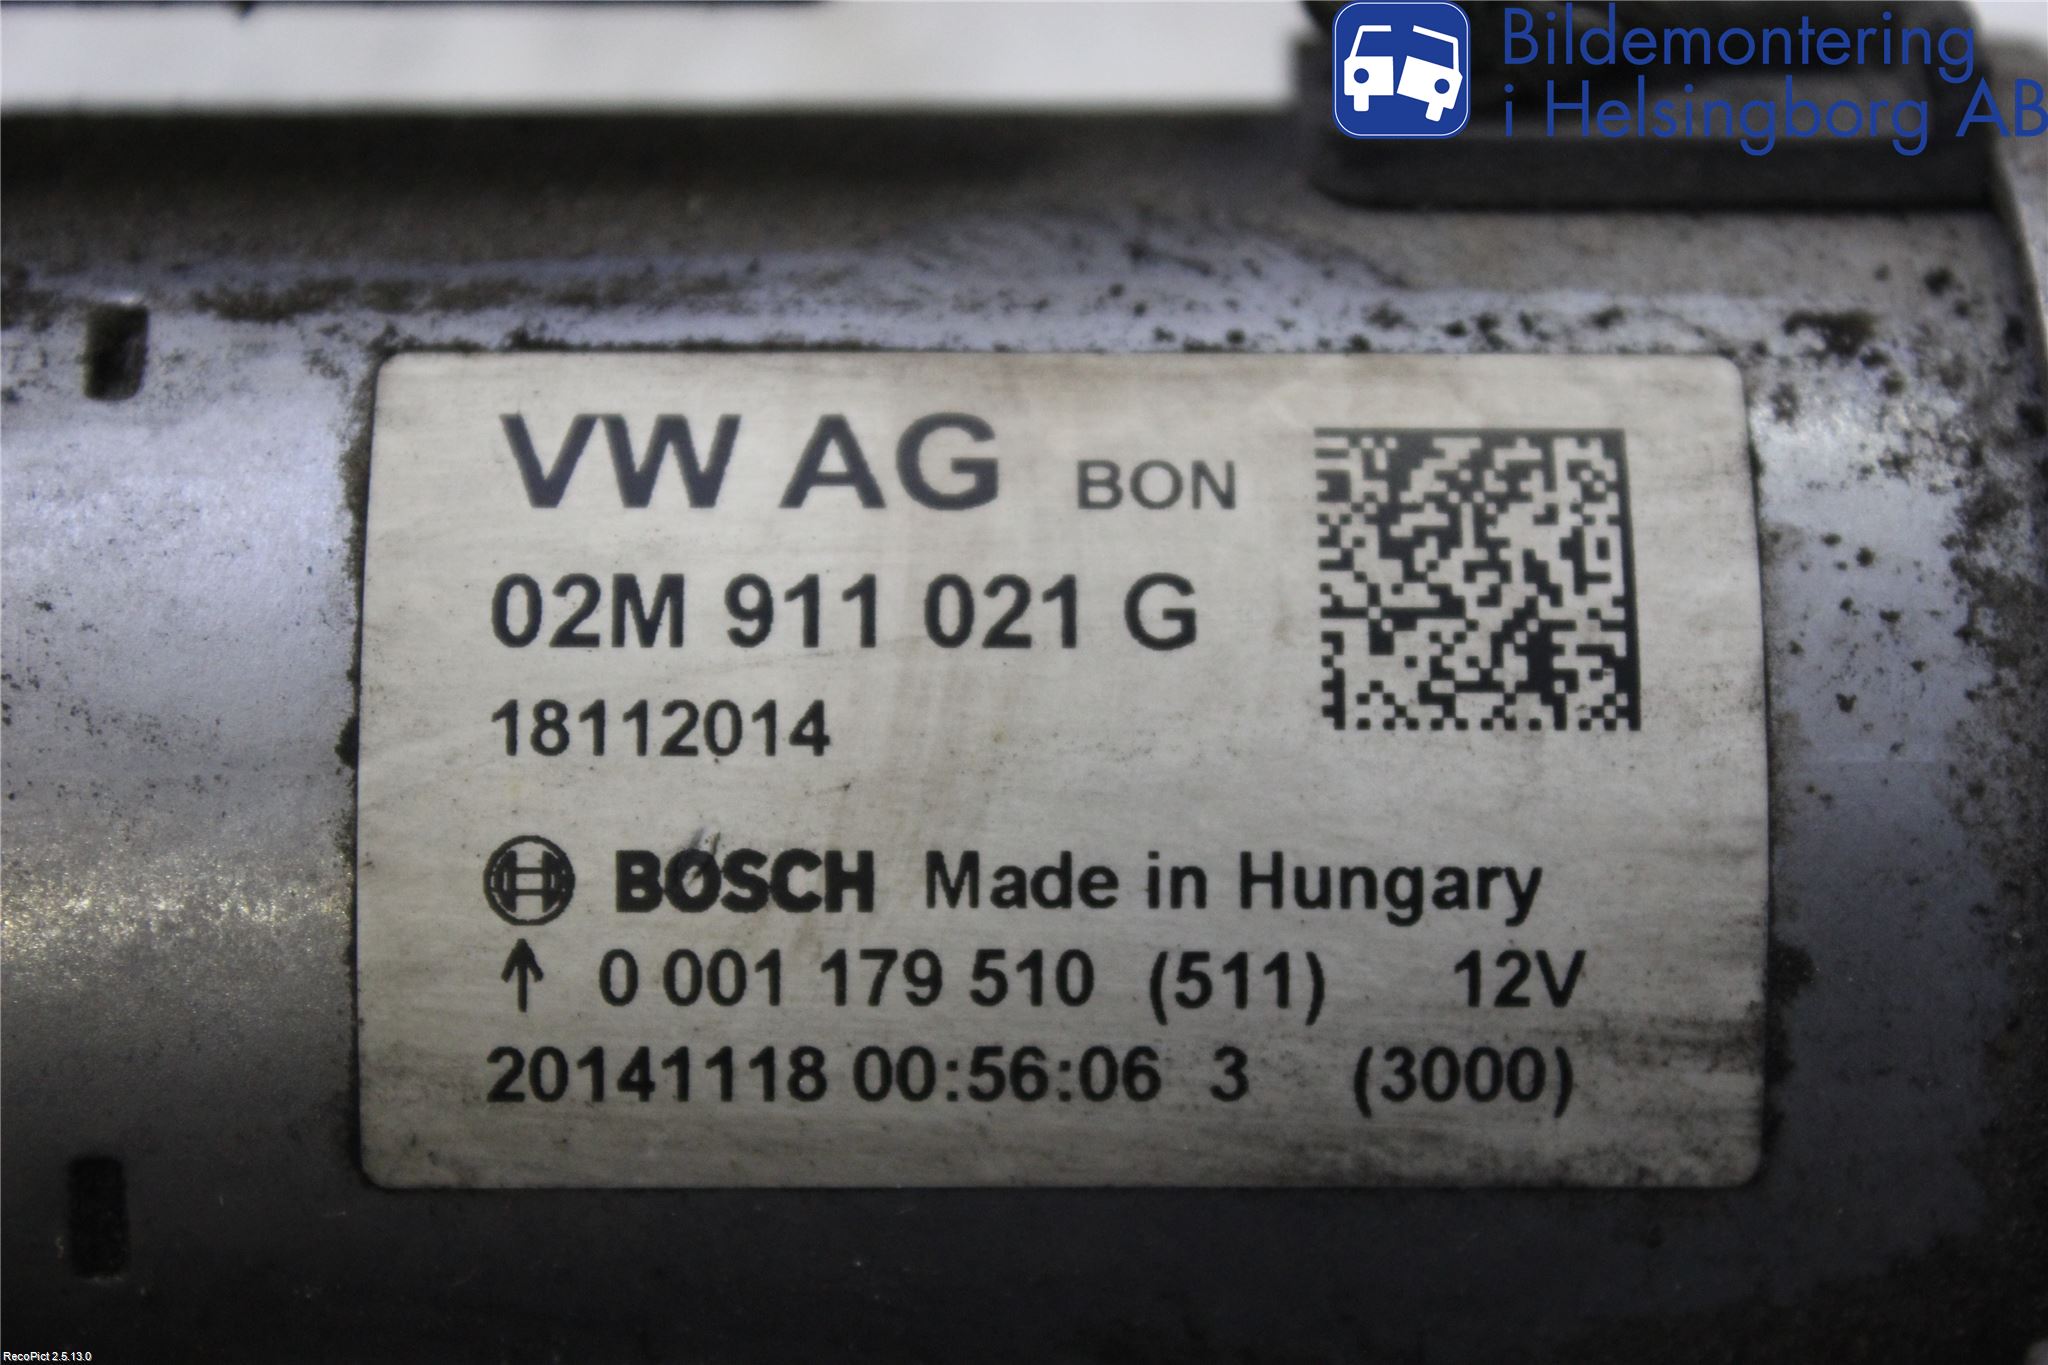 Bildemontering
i Helsingborg AB
VW AG BON
02M 911 021 G
18112014
BOSCH Made in Hungary
↑ 0 001 179 510 (511) 12V
20141118 00:56:06 3 (3000)
RecoPict 2.5.13.0